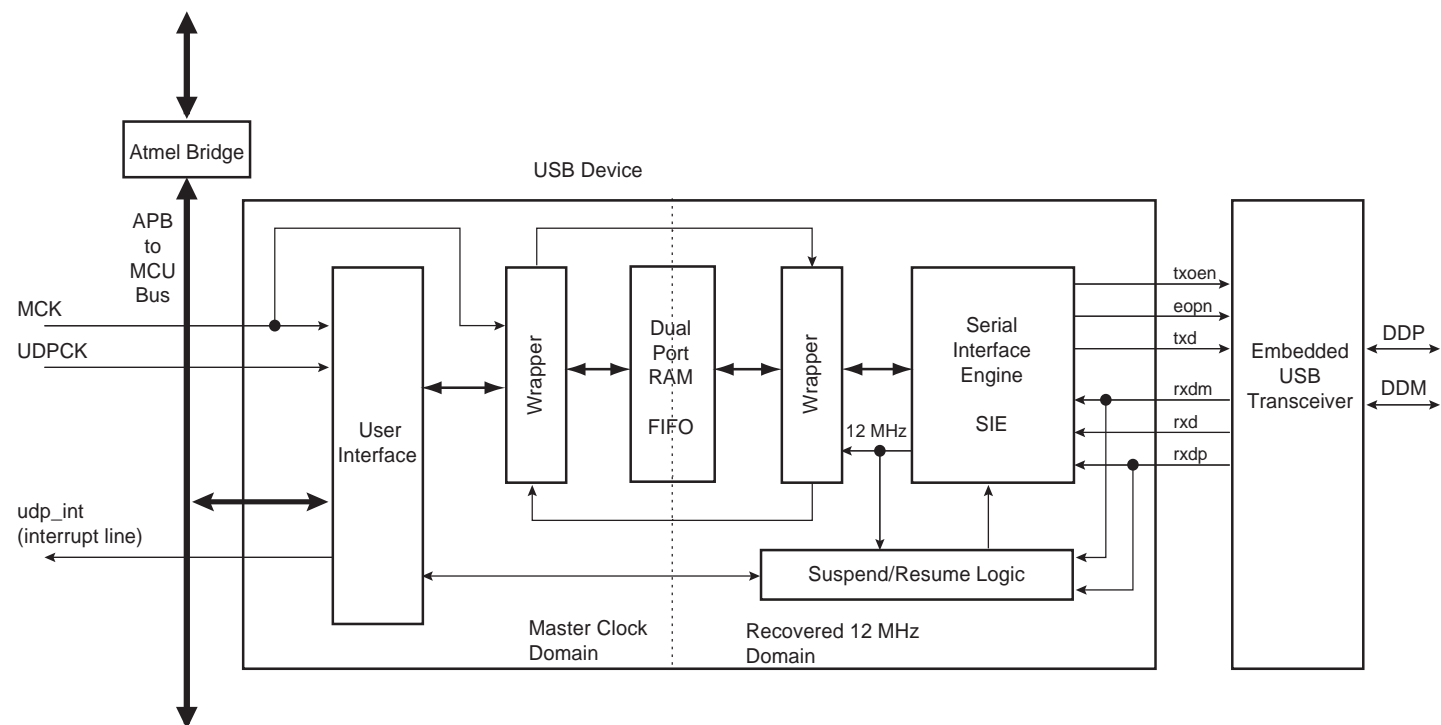 Atmel Bridge
USB Device
APB
to
MCU
Bus
MCK
UDPCK
udp_int
(interrupt line)
User
Interface
Wrapper
Dual
Port
RAM
FIFO
Wrapper
12 MHz
Serial
Interface
Engine
SIE
Suspend/Resume Logic
Master Clock
Domain
Recovered 12 MHz
Domain
txoen
eopn
txd
rxdm
rxd
rxdp
Embedded
USB
Transceiver
DDP
DDM